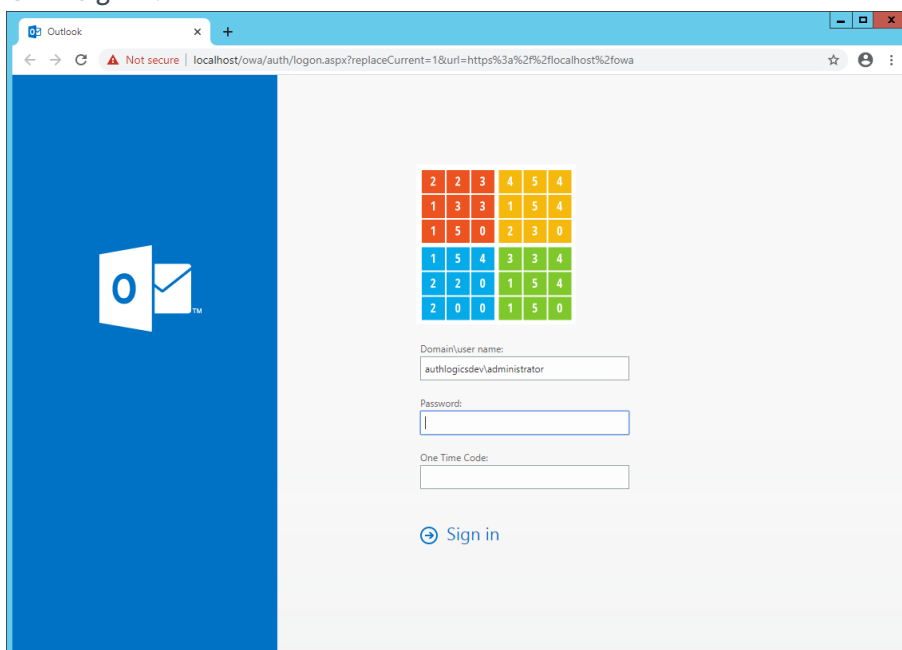 Outlook
Not secure | localhost/owa/auth/logon.aspx?replaceCurrent=1&url=https%3a%2f%2flocalhost%2fowa
2 2 3 4 5 4
1 3 3 1 5 4
1 5 0 2 3 0
1 5 4 3 3 4
2 2 0 1 5 4
2 0 0 1 5 0
O
TM
Domain\user name:
authlogicsdev\administrator
Password:
One Time Code:
Sign in